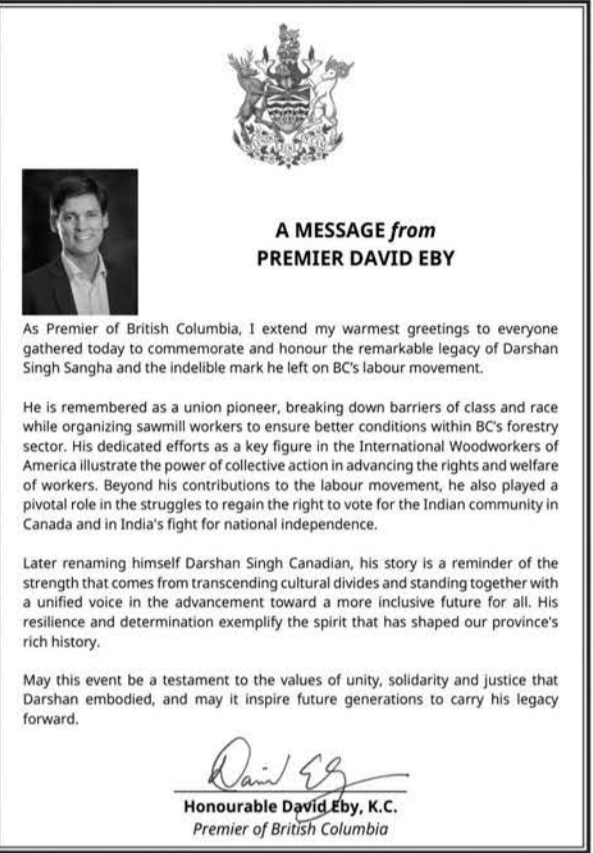 A MESSAGE from
PREMIER DAVID EBY
As Premier of British Columbia, I extend my warmest greetings to everyone
gathered today to commemorate and honour the remarkable legacy of Darshan
Singh Sangha and the indelible mark he left on BC's labour movement.
He is remembered as a union pioneer, breaking down barriers of class and race
while organizing sawmill workers to ensure better conditions within BC's forestry
sector. His dedicated efforts as a key figure in the International Woodworkers of
America illustrate the power of collective action in advancing the rights and welfare
of workers. Beyond his contributions to the labour movement, he also played a
pivotal role in the struggles to regain the right to vote for the Indian community in
Canada and in India's fight for national independence.
Later renaming himself Darshan Singh Canadian, his story is a reminder of the
strength that comes from transcending cultural divides and standing together with
a unified voice in the advancement toward a more inclusive future for all. His
resilience and determination exemplify the spirit that has shaped our province's
rich history.
May this event be a testament to the values of unity, solidarity and justice that
Darshan embodied, and may it inspire future generations to carry his legacy
forward.
David Eby
Honourable David Eby, K.C.
Premier of British Columbia